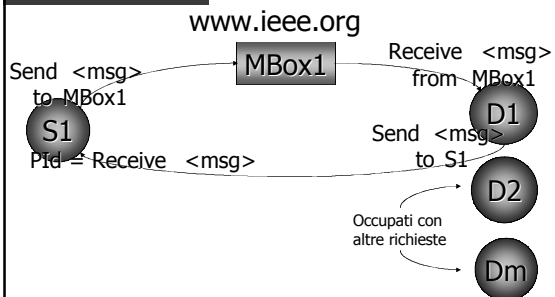 www.ieee.org
Send <msg>
to MBox1
MBox1
Receive <msg>
from MBox1
S1
D1
PId = Receive <msg>
Send <msg>
to S1
D2
Occupati con
altre richieste
Dm